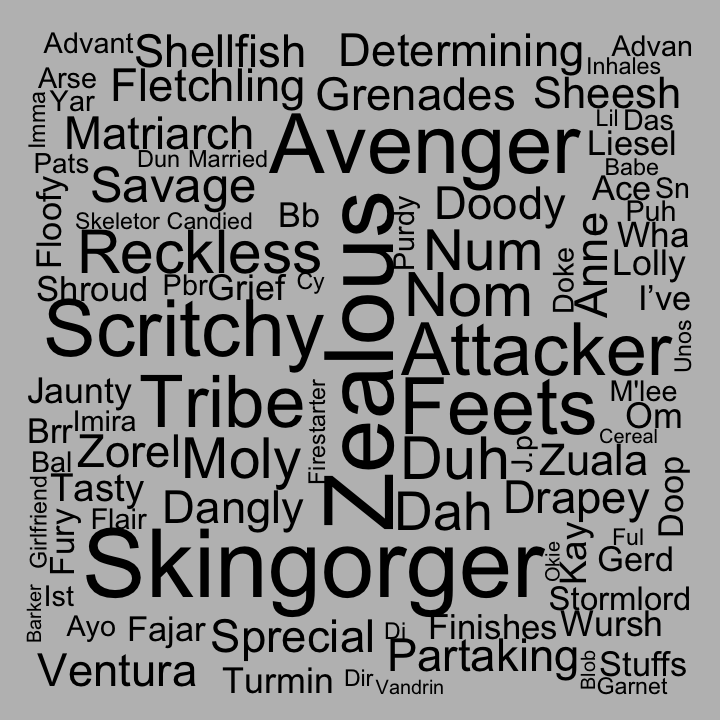 Advant
Shellfish
Determining
Advan
Inhales
Arse
Fletchling
Grenades
Sheesh
Imma
Yar
Matriarch
Avenger
Lil
Das
Liesel
Pats
Dun
Married
Babe
Floofy
Savage
Ace
Sn
Doody
Puh
Skeletor
Candied
Bb
Zealous
Purdy
Num
Doke
Anne
Wha
Reckless
Lolly
Shroud
Pbr
Grief
Cy
Nom
I've
Scritchy
Attacker
Unos
Jaunty
Tribe
Firestarter
Feets
M'lee
Om
Brr
Imira
Cereal
Bal
Zorel
Moly
Duh
J.p
Zuala
Doop
Girlfriend
Tasty
Dangly
Dah
Drapey
Fury
Flair
Skingorger
Okie
Kay
Ful
Gerd
Barker
Ist
Stormlord
Ayo
Fajar
Sprecial
Di
Finishes
Wursh
Ventura
Partaking
Blob
Stuffs
Turmin
Dir
Vandrin
Garnet